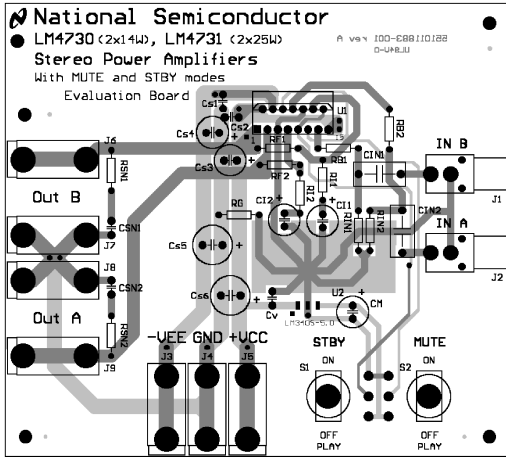 National Semiconductor
LM4730 (2x14W), LM4731 (2x25W)
Stereo Power Amplifiers
With MUTE and STBY modes
Evaluation Board
Cs1
Cs2
U1
Cs4
1
RF1
RB2
IN B
J6
Cs3
RF2
RB1
CIN1
RSN1
RI2
RI1
J1
Out B
CI2
CI1
RIN1
RIN2
CIN2
IN A
CSN1
RG
J7
Cs5
J8
J2
CSN2
Cs6
U2
CM
Cv
Out A
LM340S-5.0
RSN2
-VEE GND +VCC
STBY
MUTE
J9
J3
J4
J5
S1
ON
S2
ON
OFF
PLAY
OFF
PLAY